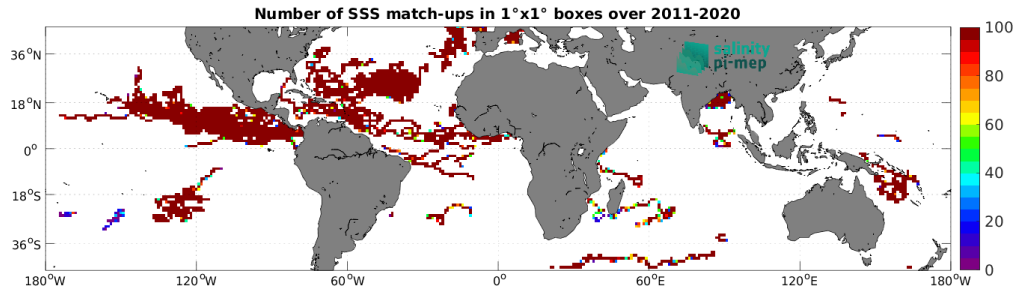 Number of SSS match-ups in 1°x1° boxes over 2011-2020
36°N
18°N
0°
18°S
36°S
180°W
120°W
60°W
0°
60°E
120°E
180°W
salinity
pi-mep
100
80
60
40
20
0